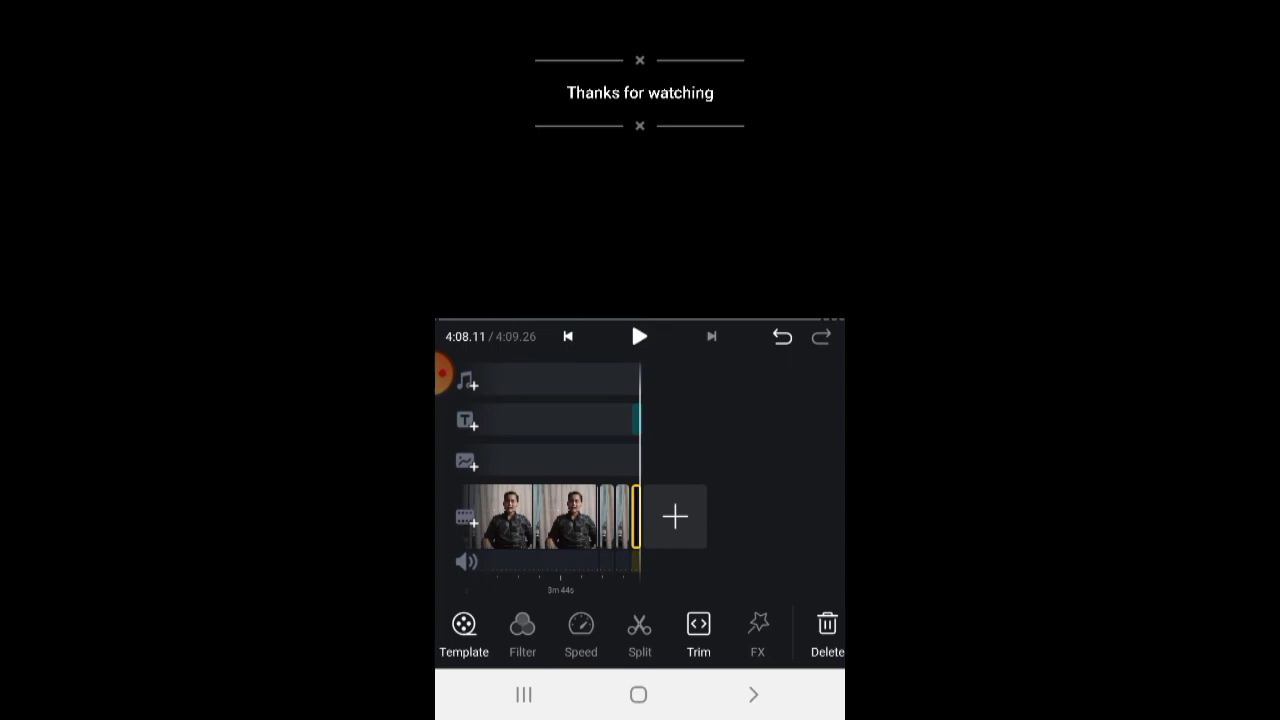 Thanks for watching
4:08.11 / 4:09.26
T
3m 44s
Template Filter Speed Split Trim FX Delete